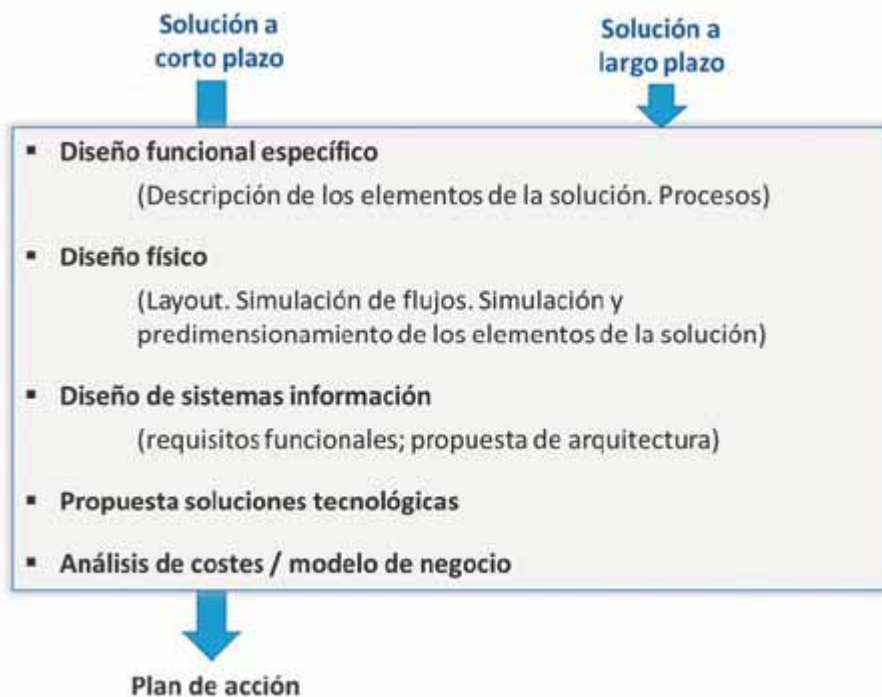 Solución a
corto plazo
Solución a
largo plazo
▪ Diseño funcional específico
(Descripción de los elementos de la solución. Procesos)
▪ Diseño físico
(Layout. Simulación de flujos. Simulación y
predimensionamiento de los elementos de la solución)
▪ Diseño de sistemas información
(requisitos funcionales; propuesta de arquitectura)
▪ Propuesta soluciones tecnológicas
▪ Análisis de costes / modelo de negocio
Plan de acción